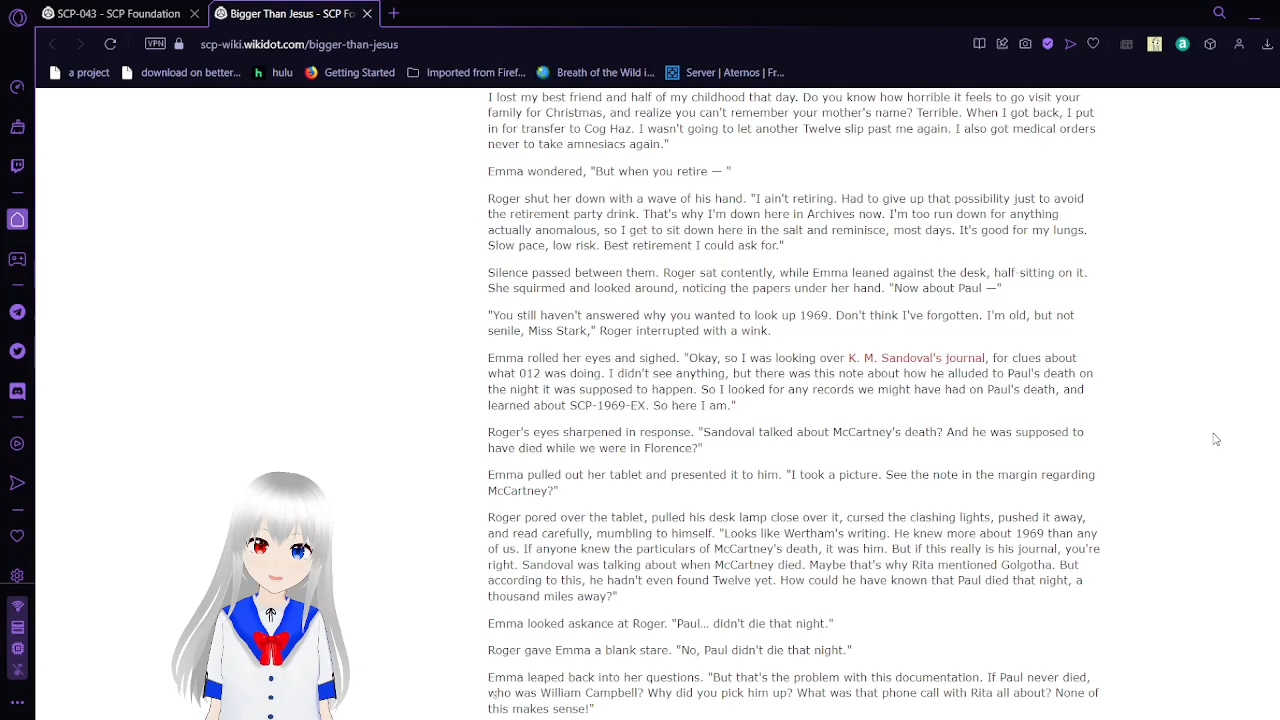 SCP-043 - SCP Foundation
Bigger Than Jesus - SCP Fo
VPN
scp-wiki.wikidot.com/bigger-than-jesus
a project
download on better...
h hulu
Getting Started
Imported from Firef...
Breath of the Wild i...
Server | Aternos | Fr...
I lost my best friend and half of my childhood that day. Do you know how horrible it feels to go visit your
family for Christmas, and realize you can't remember your mother's name? Terrible. When I got back, I put
in for transfer to Cog Haz. I wasn't going to let another Twelve slip past me again. I also got medical orders
never to take amnesiacs again."
Emma wondered, "But when you retire — "
Roger shut her down with a wave of his hand. "I ain't retiring. Had to give up that possibility just to avoid
the retirement party drink. That's why I'm down here in Archives now. I'm too run down for anything
actually anomalous, so I get to sit down here in the salt and reminisce, most days. It's good for my lungs.
Slow pace, low risk. Best retirement I could ask for."
Silence passed between them. Roger sat contently, while Emma leaned against the desk, half-sitting on it.
She squirmed and looked around, noticing the papers under her hand. "Now about Paul —"
"You still haven't answered why you wanted to look up 1969. Don't think I've forgotten. I'm old, but not
senile, Miss Stark," Roger interrupted with a wink.
Emma rolled her eyes and sighed. "Okay, so I was looking over K. M. Sandoval's journal, for clues about
what 012 was doing. I didn't see anything, but there was this note about how he alluded to Paul's death on
the night it was supposed to happen. So I looked for any records we might have had on Paul's death, and
learned about SCP-1969-EX. So here I am."
Roger's eyes sharpened in response. "Sandoval talked about McCartney's death? And he was supposed to
have died while we were in Florence?"
Emma pulled out her tablet and presented it to him. "I took a picture. See the note in the margin regarding
McCartney?"
Roger pored over the tablet, pulled his desk lamp close over it, cursed the clashing lights, pushed it away,
and read carefully, mumbling to himself. "Looks like Wertham's writing. He knew more about 1969 than any
of us. If anyone knew the particulars of McCartney's death, it was him. But if this really is his journal, you're
right. Sandoval was talking about when McCartney died. Maybe that's why Rita mentioned Golgotha. But
according to this, he hadn't even found Twelve yet. How could he have known that Paul died that night, a
thousand miles away?"
Emma looked askance at Roger. "Paul… didn't die that night."
Roger gave Emma a blank stare. "No, Paul didn't die that night."
Emma leaped back into her questions. "But that's the problem with this documentation. If Paul never died,
who was William Campbell? Why did you pick him up? What was that phone call with Rita all about? None of
this makes sense!"